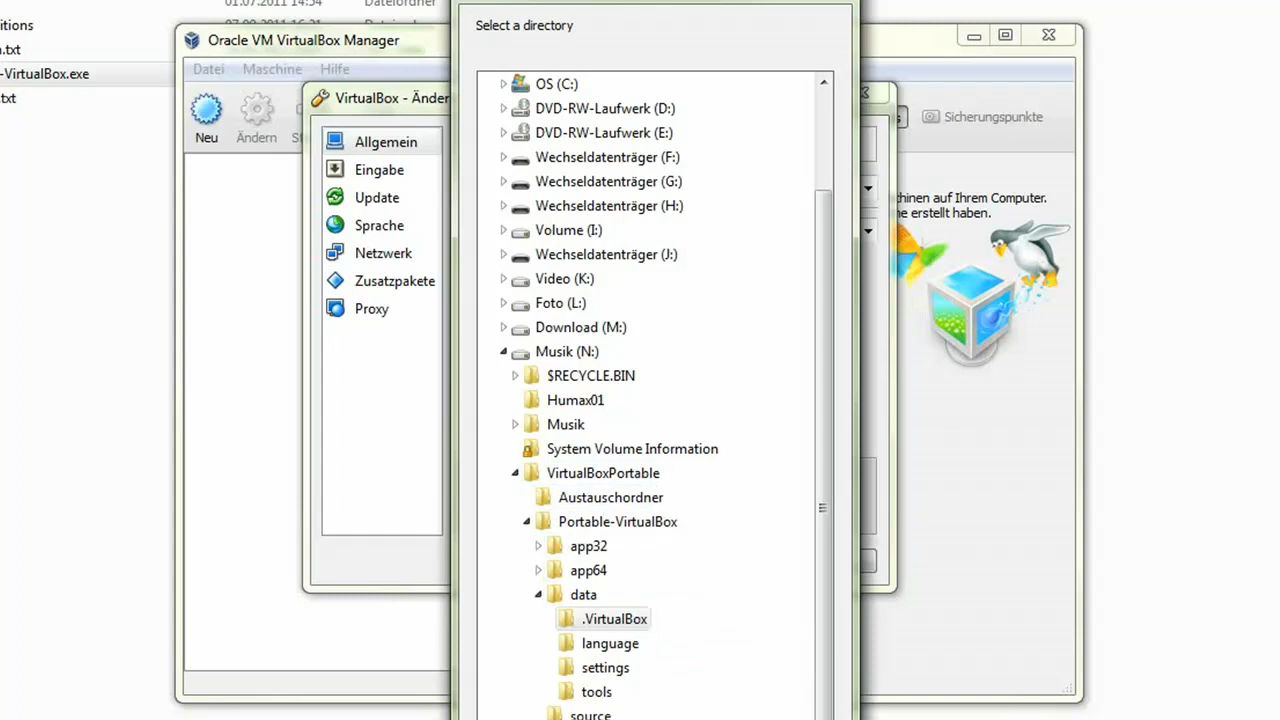 01.07.2011 14:54 Dateiordner
itions
.txt
-VirtualBox.exe
txt
Oracle VM VirtualBox Manager
Datei Maschine Hilfe
Neu Ändern
Sicherungspunkte
chinen auf Ihrem Computer.
ne erstellt haben.
VirtualBox - Änder
Allgemein
Eingabe
Update
Sprache
Netzwerk
Zusatzpakete
Proxy
Select a directory
OS (C:)
DVD-RW-Laufwerk (D:)
DVD-RW-Laufwerk (E:)
Wechseldatenträger (F:)
Wechseldatenträger (G:)
Wechseldatenträger (H:)
Volume (I:)
Wechseldatenträger (J:)
Video (K:)
Foto (L:)
Download (M:)
Musik (N:)
$RECYCLE.BIN
Humax01
Musik
System Volume Information
VirtualBoxPortable
Austauschordner
Portable-VirtualBox
app32
app64
data
.VirtualBox
language
settings
tools
source